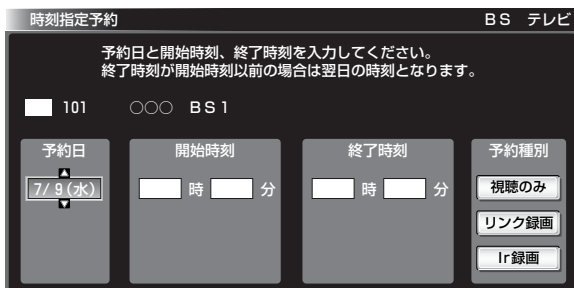 時刻指定予約 BS テレビ
予約日と開始時刻、終了時刻を入力してください。
終了時刻が開始時刻以前の場合は翌日の時刻となります。
101 ○○○ BS1
予約日 開始時刻 終了時刻 予約種別
7/ 9(水) 時 分 時 分 視聴のみ
リンク録画
Ir録画